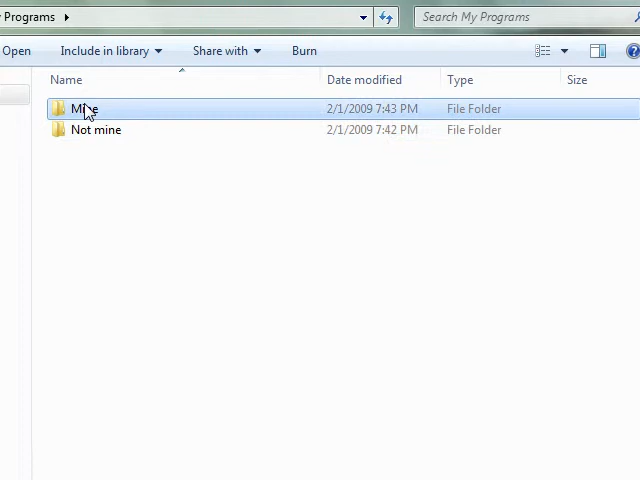 Programs
Search My Programs
Open Include in library Share with Burn
Name Date modified Type Size
Mine 2/1/2009 7:43 PM File Folder
Not mine 2/1/2009 7:42 PM File Folder